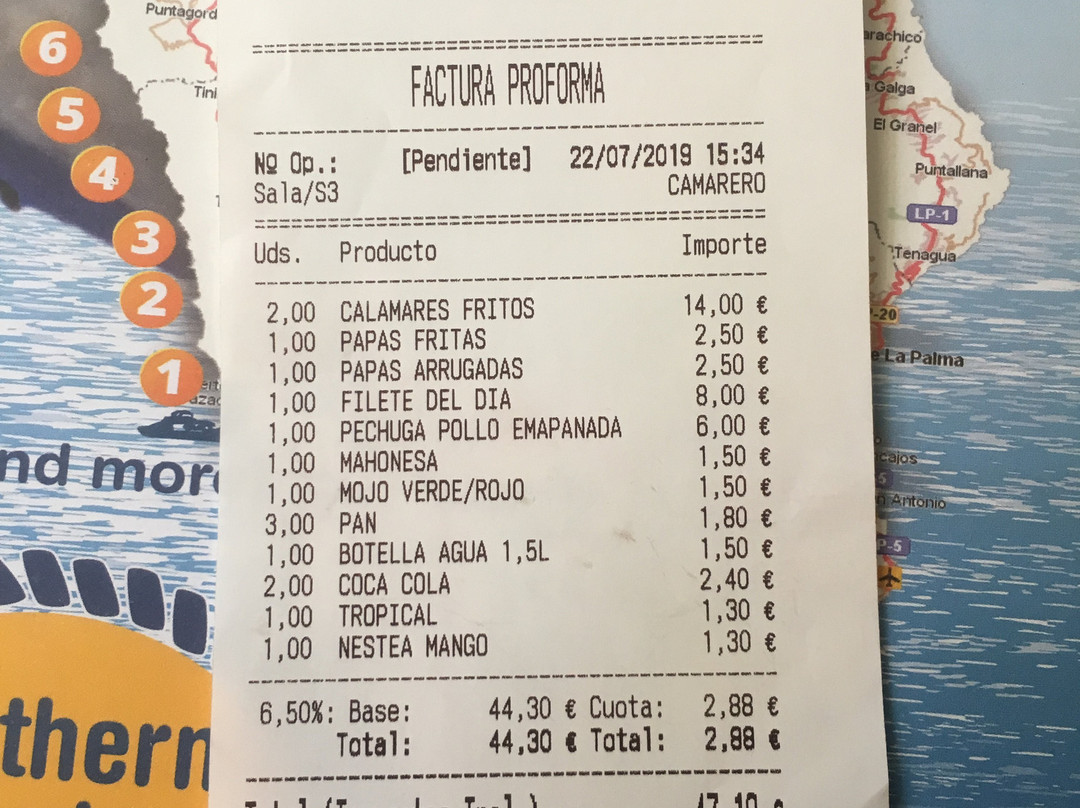 Puntagord
6
5
4
3
2
1
Tini
nd more
thern
============================================
FACTURA PROFORMA
--------------------------------------------
Nº Op.: [Pendiente] 22/07/2019 15:34
Sala/S3 CAMARERO
============================================
Uds. Producto Importe
--------------------------------------------
2,00 CALAMARES FRITOS 14,00 €
1,00 PAPAS FRITAS 2,50 €
1,00 PAPAS ARRUGADAS 2,50 €
1,00 FILETE DEL DIA 8,00 €
1,00 PECHUGA POLLO EMAPANADA 6,00 €
1,00 MAHONESA 1,50 €
1,00 MOJO VERDE/ROJO 1,50 €
3,00 PAN 1,80 €
1,00 BOTELLA AGUA 1,5L 1,50 €
2,00 COCA COLA 2,40 €
1,00 TROPICAL 1,30 €
1,00 NESTEA MANGO 1,30 €
--------------------------------------------
6,50%: Base: 44,30 € Cuota: 2,88 €
Total: 44,30 € Total: 2,88 €
--------------------------------------------
arachico
Galga
El Granel
Puntallana
LP-1
Tenagua
-20
e La Palma
cajos
n Antonio
P-5